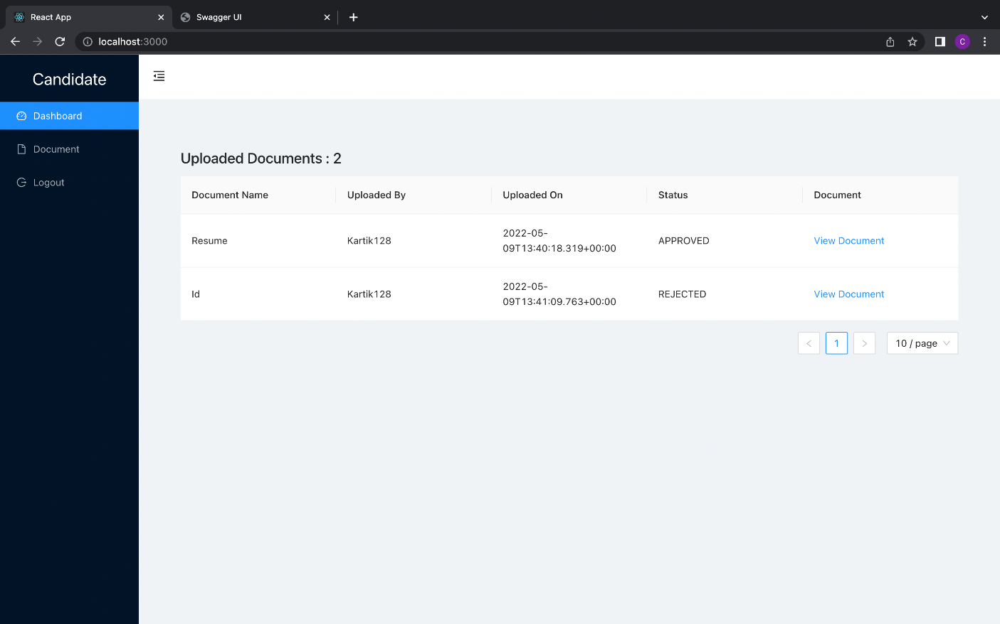 React App
Swagger UI
localhost:3000
C
Candidate
Dashboard
Document
Logout
Uploaded Documents : 2
Document Name Uploaded By Uploaded On Status Document
Resume Kartik128 2022-05-
09T13:40:18.319+00:00 APPROVED View Document
Id Kartik128 2022-05-
09T13:41:09.763+00:00 REJECTED View Document
1 10 / page